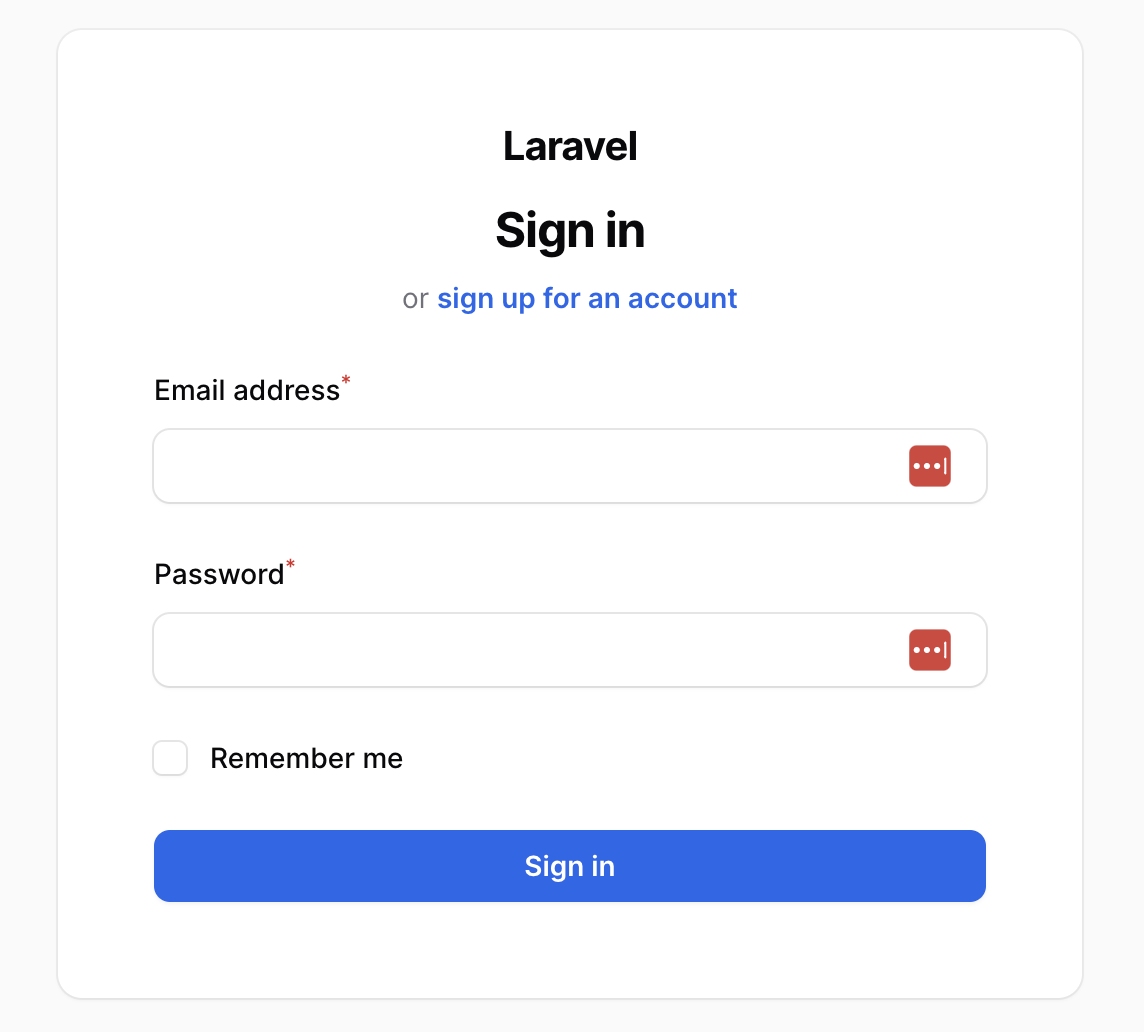 Laravel
Sign in
or sign up for an account
Email address*
Password*
Remember me
Sign in